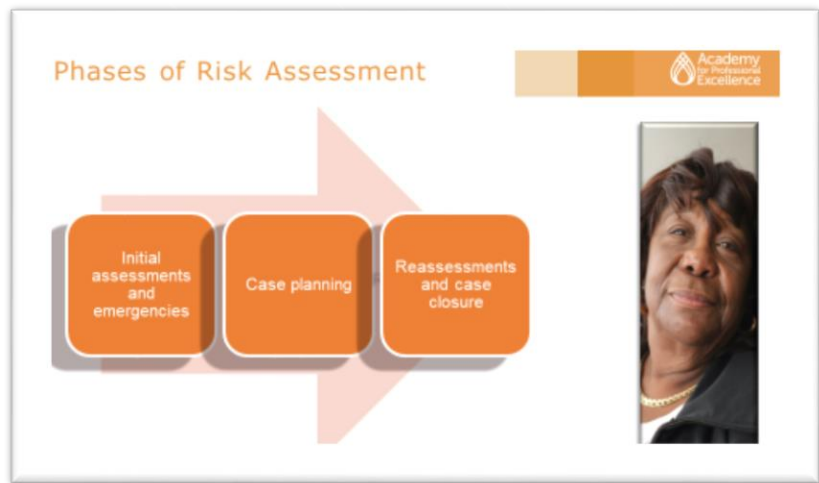 Phases of Risk Assessment
Academy
for Professional
Excellence
Initial
assessments
and
emergencies
Case planning
Reassessments
and case
closure